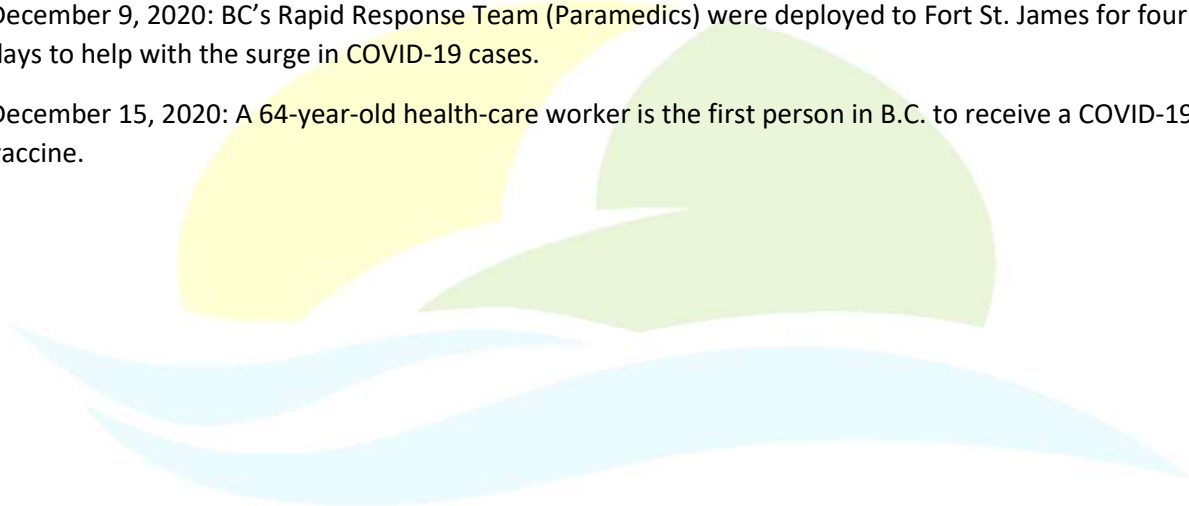 December 9, 2020: BC’s Rapid Response Team (Paramedics) were deployed to Fort St. James for four
days to help with the surge in COVID-19 cases.
December 15, 2020: A 64-year-old health-care worker is the first person in B.C. to receive a COVID-19
vaccine.